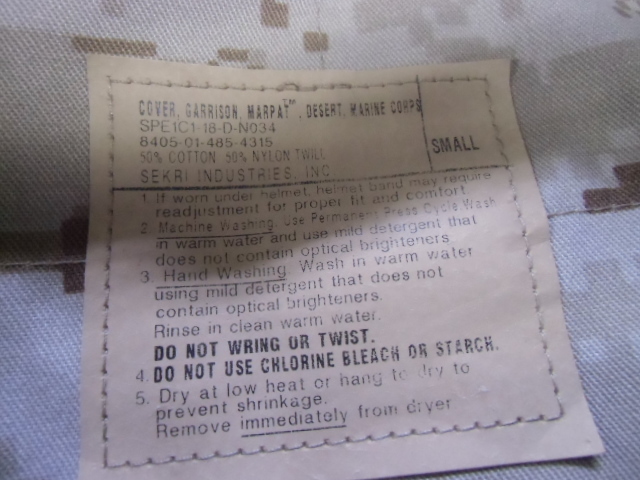 COVER, GARRISON, MARPAT™, DESERT, MARINE CORPS
SPE1C1-18-D-N034
8405-01-485-4315
50% COTTON 50% NYLON TWILL
SEKRI INDUSTRIES, INC
SMALL
1. If worn under helmet, helmet band may require
readjustment for proper fit and comfort.
2. Machine Washing. Use Permanent Press Cycle Wash
in warm water and use mild detergent that
does not contain optical brighteners.
3. Hand Washing. Wash in warm water
using mild detergent that does not
contain optical brighteners.
Rinse in clean warm water.
DO NOT WRING OR TWIST.
4. DO NOT USE CHLORINE BLEACH OR STARCH.
5. Dry at low heat or hang to dry to
prevent shrinkage.
Remove immediately from dryer